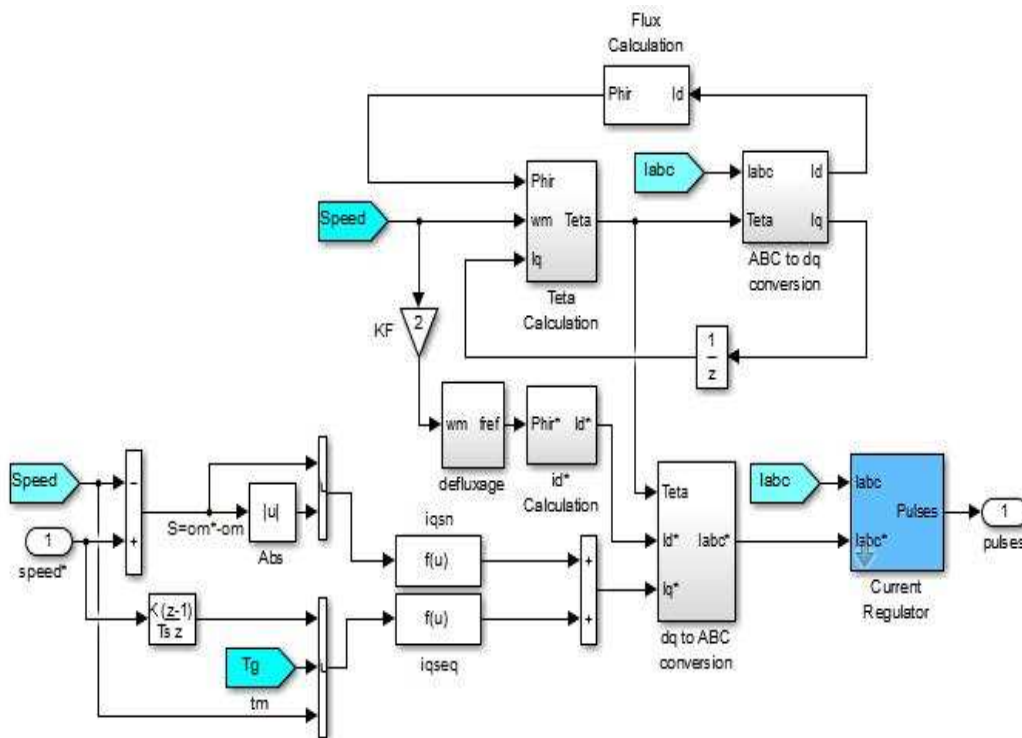 Flux
Calculation
Phir Id
Iabc
Iabc Id
Teta Iq
ABC to dq
conversion
Phir
wm Teta
Iq
Teta
Calculation
Speed
2
KF
1
z
wm fref
defluxage
Phir* Id*
id*
Calculation
Speed
1
speed*
-
+
S=om*-om
|u|
Abs
iqsn
f(u)
f(u)
iqseq
+
+
K (z-1)
Ts z
Tg
tm
Teta
Id* Iabc*
Iq*
dq to ABC
conversion
Iabc
Iabc
Pulses
Iabc*
Current
Regulator
1
pulses